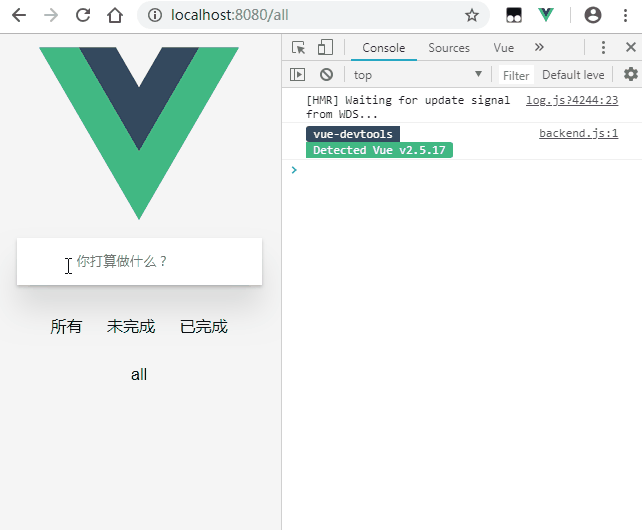 localhost:8080/all
Console Sources Vue »
top ▼ Filter Default leve
[HMR] Waiting for update signal log.js?4244:23
from WDS...
vue-devtools backend.js:1
Detected Vue v2.5.17
你打算做什么？
所有 未完成 已完成
all